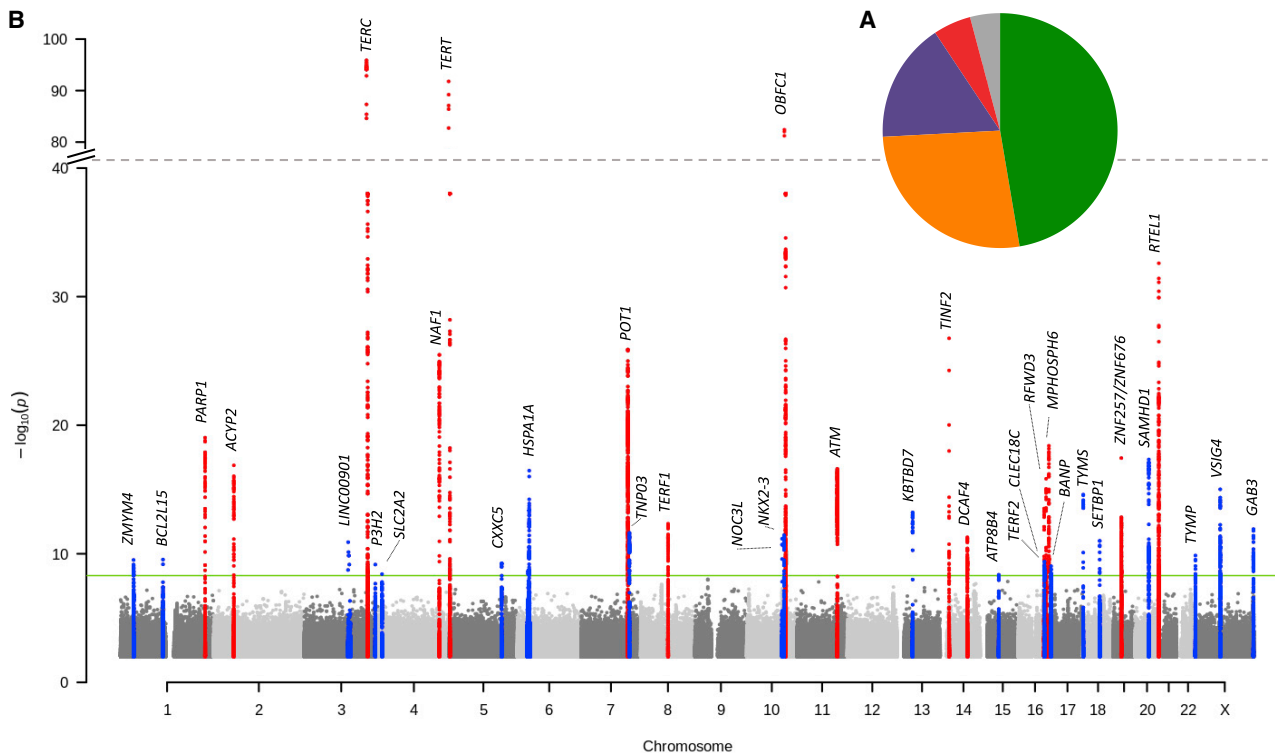 B
A
100
90
80
40
30
20
10
0
−log10(p)
TERC
TERT
OBFC1
RTEL1
TINF2
POT1
NAF1
MPHOSPH6
RFWD3
ZNF257/ZNF676
SAMHD1
PARP1
ACYP2
HSPA1A
ATM
VSIG4
CLEC18C
TYMS
BANP
KBTBD7
LINC00901
ZMYM4
BCL2L15
P3H2
SLC2A2
CXXC5
TNPO3
TERF1
NOC3L
NKX2-3
DCAF4
ATP8B4
TERF2
SETBP1
TYMP
GAB3
1 2 3 4 5 6 7 8 9 10 11 12 13 14 15 16 17 18 20 22 X
Chromosome